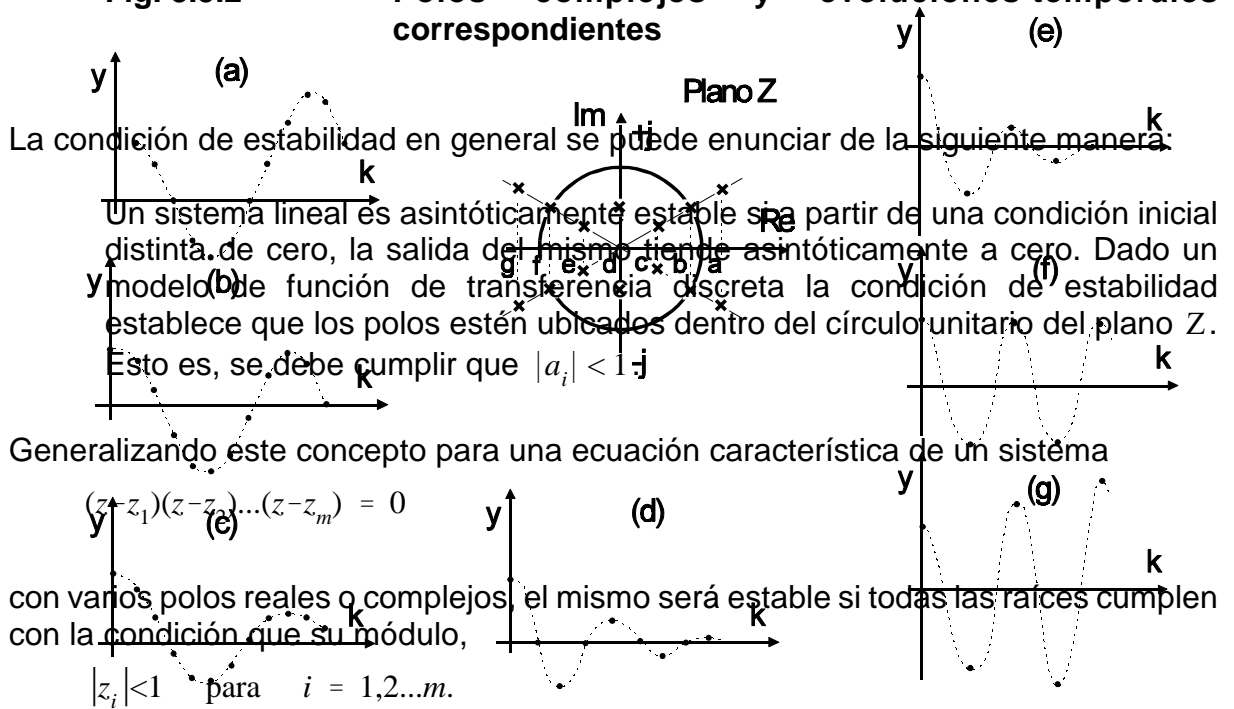 Fig. 3.5.2 Polos complejos y evoluciones temporales
correspondientes
La condición de estabilidad en general se puede enunciar de la siguiente manera:
Un sistema lineal es asintóticamente estable si a partir de una condición inicial
distinta de cero, la salida del mismo tiende asintóticamente a cero. Dado un
modelo de función de transferencia discreta la condición de estabilidad
establece que los polos estén ubicados dentro del círculo unitario del plano Z.
Esto es, se debe cumplir que |a_i| < 1.
Generalizando este concepto para una ecuación característica de un sistema
(z-z_1)(z-z_2)...(z-z_m) = 0
con varios polos reales o complejos, el mismo será estable si todas las raíces cumplen
con la condición que su módulo,
|z_i|<1 para i = 1,2...m.
y (a) k
y (b) k
y (c) k
Plano Z
Im +j
Re
g f e d c b a
-j
y (d) k
y (e) k
y (f) k
y (g) k